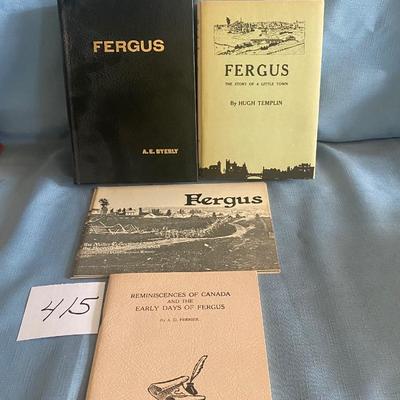 FERGUS
A. E. BYERLY
FERGUS
THE STORY OF A LITTLE TOWN
By HUGH TEMPLIN
Fergus
415
REMINISCENCES OF CANADA
AND THE
EARLY DAYS OF FERGUS
By A. D. FERRIER